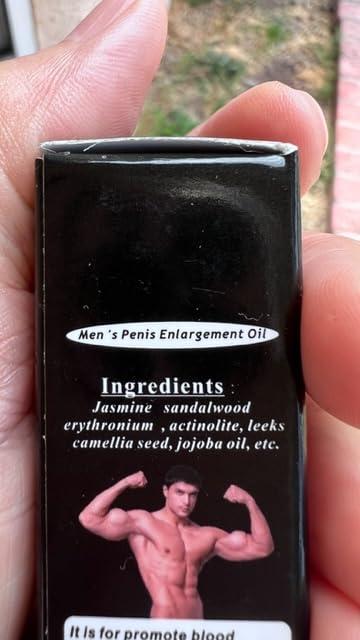 Men's Penis Enlargement Oil
Ingredients :
Jasmine sandalwood
erythronium , actinolite, leeks
camellia seed, jojoba oil, etc.
It is for promote blood